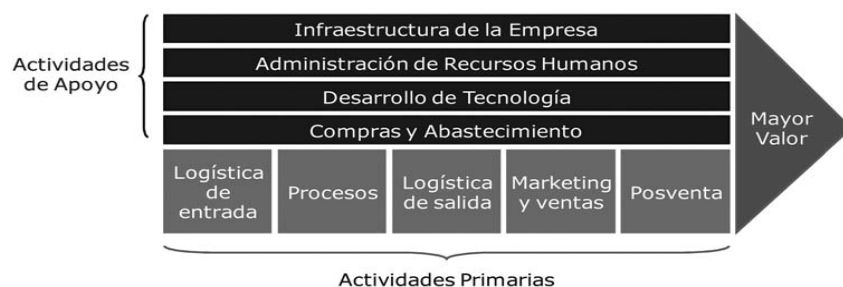 Actividades
de Apoyo
Infraestructura de la Empresa
Administración de Recursos Humanos
Desarrollo de Tecnología
Compras y Abastecimiento
Logística
de
entrada
Procesos
Logística
de salida
Marketing
y ventas
Posventa
Mayor
Valor
Actividades Primarias